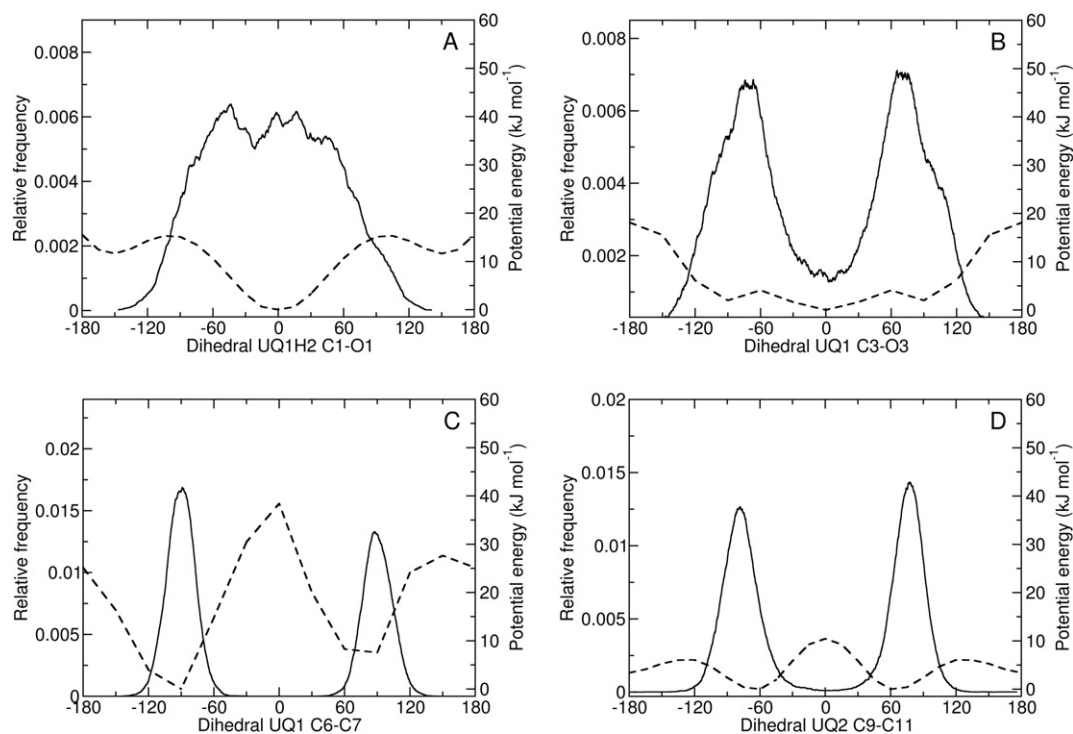 A
Relative frequency
0.008
0.006
0.004
0.002
0
60
50
40
30
20
10
0
Potential energy (kJ mol⁻¹)
-180 -120 -60 0 60 120 180
Dihedral UQ1H2 C1-O1
B
Relative frequency
0.008
0.006
0.004
0.002
60
50
40
30
20
10
0
Potential energy (kJ mol⁻¹)
-180 -120 -60 0 60 120 180
Dihedral UQ1 C3-O3
C
Relative frequency
0.02
0.015
0.01
0.005
0
60
50
40
30
20
10
0
Potential energy (kJ mol⁻¹)
-180 -120 -60 0 60 120 180
Dihedral UQ1 C6-C7
D
Relative frequency
0.02
0.015
0.01
0.005
0
60
50
40
30
20
10
0
Potential energy (kJ mol⁻¹)
-180 -120 -60 0 60 120 180
Dihedral UQ2 C9-C11